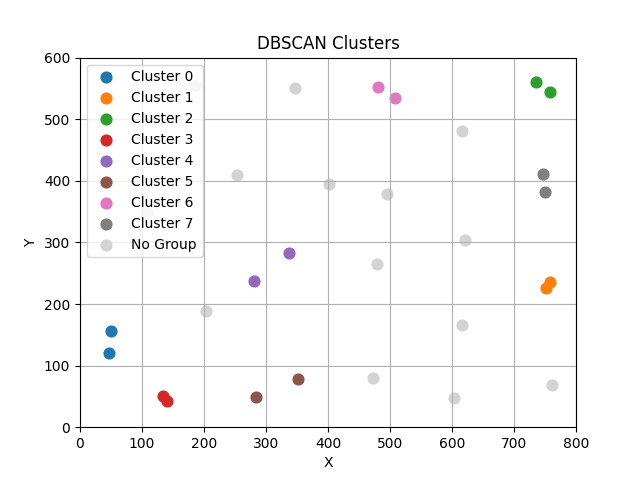 DBSCAN Clusters
600
500
400
300
200
100
0
Y
Cluster 0
Cluster 1
Cluster 2
Cluster 3
Cluster 4
Cluster 5
Cluster 6
Cluster 7
No Group
0 100 200 300 400 500 600 700 800
X